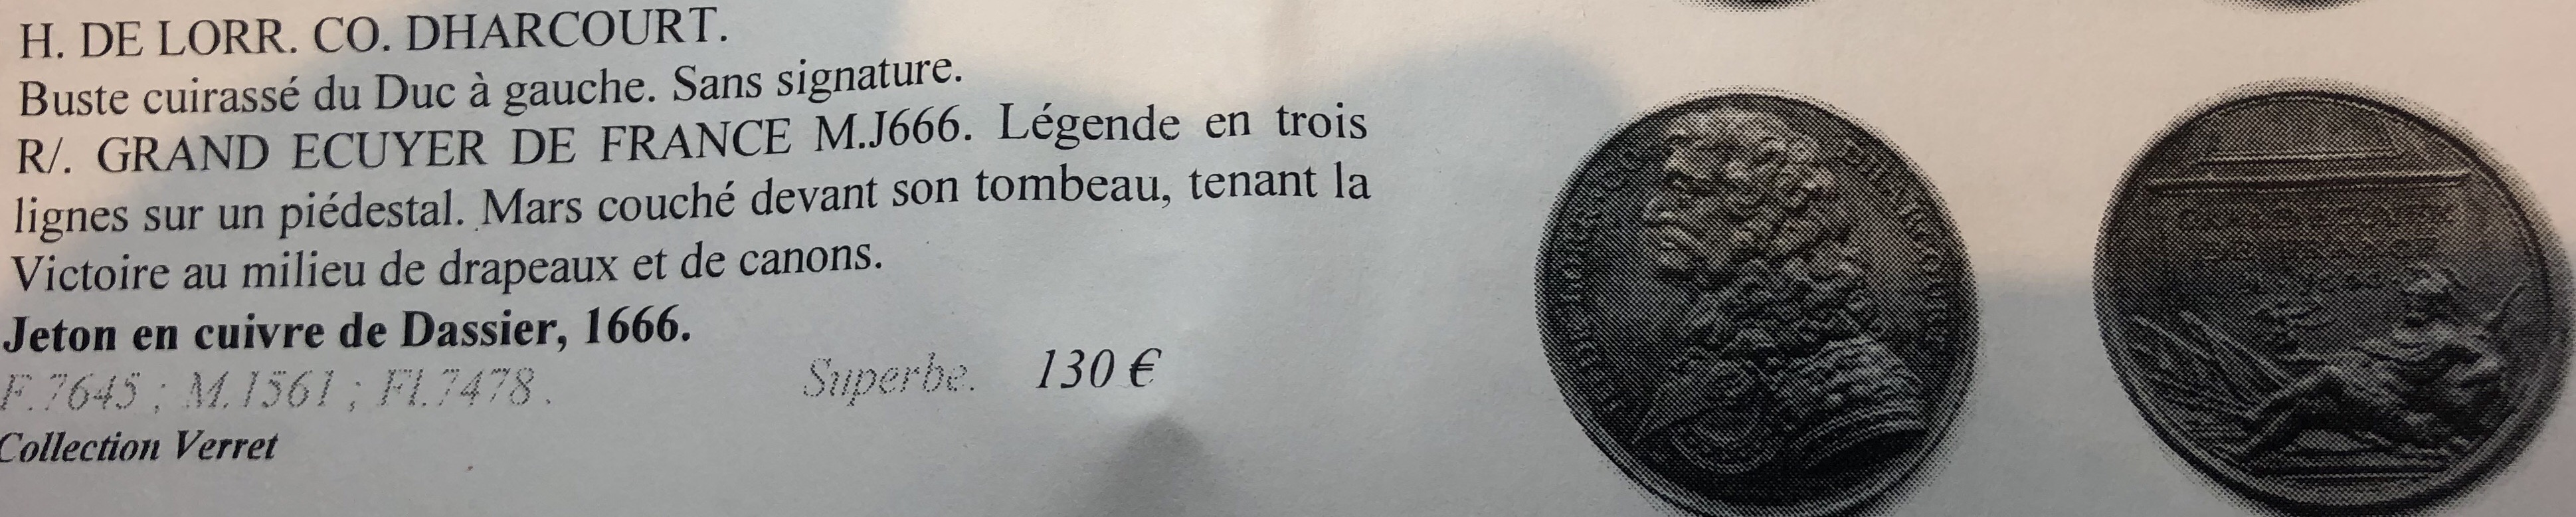 H. DE LORR. CO. DHARCOURT.
Buste cuirassé du Duc à gauche. Sans signature.
R/. GRAND ECUYER DE FRANCE M.J666. Légende en trois
lignes sur un piédestal. Mars couché devant son tombeau, tenant la
Victoire au milieu de drapeaux et de canons.
Jeton en cuivre de Dassier, 1666.
F.7645 ; M.1561 ; Fl.7478.
Superbe. 130 €
Collection Verret